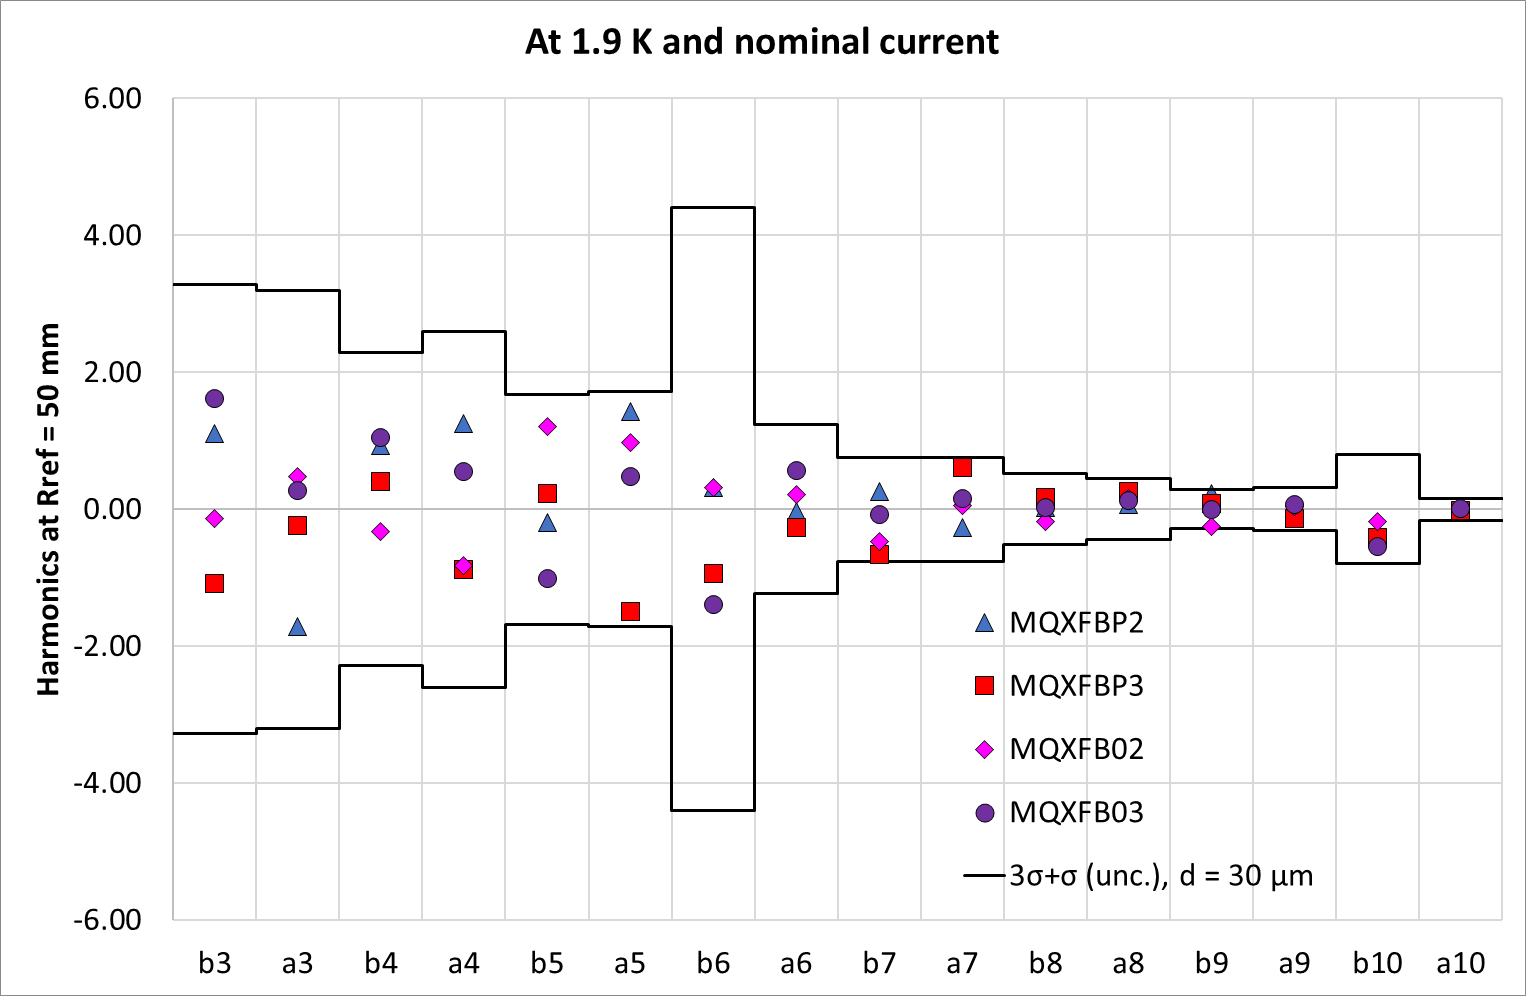 At 1.9 K and nominal current
Harmonics at Rref = 50 mm
6.00
4.00
2.00
0.00
-2.00
-4.00
-6.00
MQXFBP2
MQXFBP3
MQXFB02
MQXFB03
3σ+σ (unc.), d = 30 μm
b3 a3 b4 a4 b5 a5 b6 a6 b7 a7 b8 a8 b9 a9 b10 a10